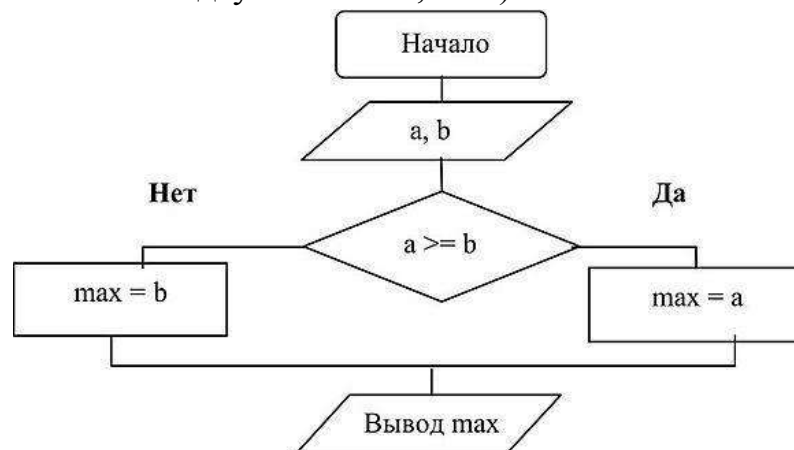 Начало
a, b
Нет
Да
a >= b
max = b
max = a
Вывод max